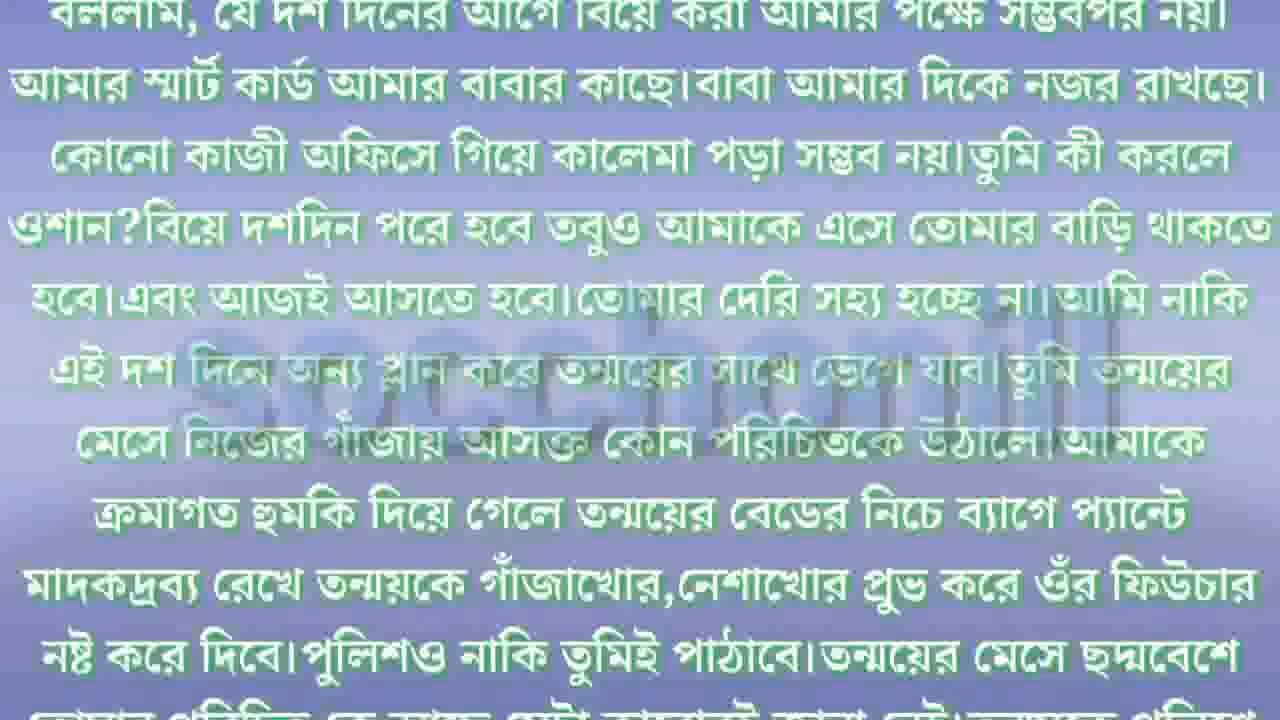 বললাম, যে দশ দিনের আগে বিয়ে করা আমার পক্ষে সম্ভবপর নয়।
আমার স্মার্ট কার্ড আমার বাবার কাছে।বাবা আমার দিকে নজর রাখছে।
কোনো কাজী অফিসে গিয়ে কালেমা পড়া সম্ভব নয়।তুমি কী করলে
ওশান?বিয়ে দশদিন পরে হবে তবুও আমাকে এসে তোমার বাড়ি থাকতে
হবে।এবং আজই আসতে হবে।তোমার দেরি সহ্য হচ্ছে না।আমি নাকি
এই দশ দিনে অন্য প্লান করে তন্ময়ের সাথে ভেগে যাব।তুমি তন্ময়ের
মেসে নিজের গাঁজায় আসক্ত কোন পরিচিতকে উঠালে।আমাকে
ক্রমাগত হুমকি দিয়ে গেলে তন্ময়ের বেডের নিচে ব্যাগে প্যান্টে
মাদকদ্রব্য রেখে তন্ময়কে গাঁজাখোর,নেশাখোর প্রুভ করে ওঁর ফিউচার
নষ্ট করে দিবে।পুলিশও নাকি তুমিই পাঠাবে।তন্ময়ের মেসে ছদ্মবেশে
socchonill